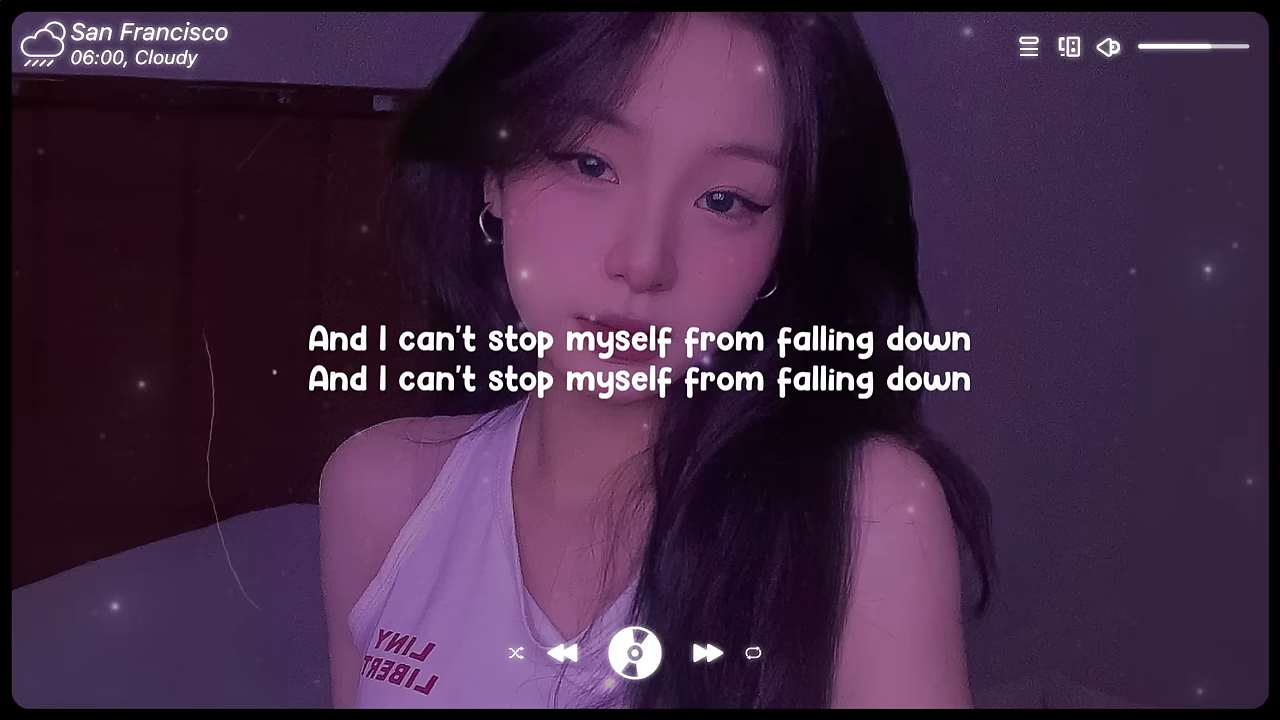 San Francisco
06:00, Cloudy
And I can't stop myself from falling down
And I can't stop myself from falling down
LINY
LIBERT